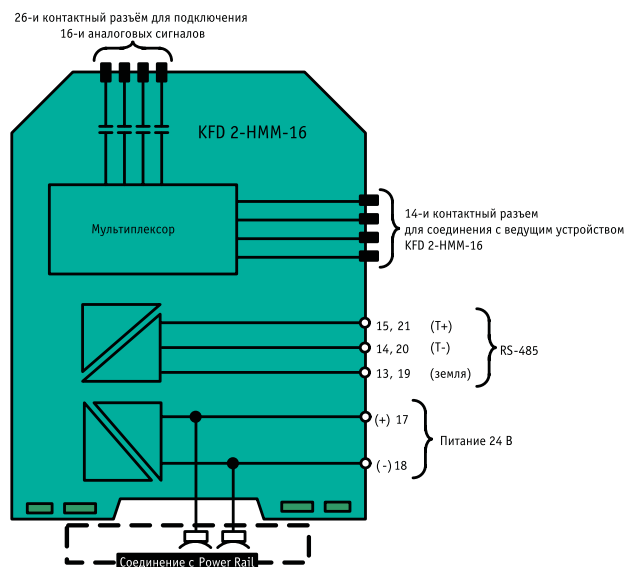 26-и контактный разъём для подключения
16-и аналоговых сигналов
KFD 2-HMM-16
Мультиплексор
14-и контактный разъем
для соединения с ведущим устройством
KFD 2-HMM-16
15, 21 (T+)
14, 20 (T-)
13, 19 (земля)
RS-485
(+) 17
(-) 18
Питание 24 В
Соединение с Power Rail